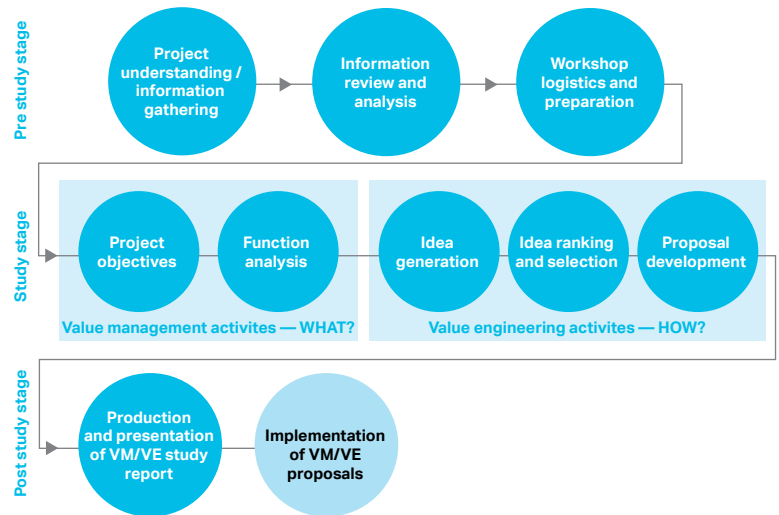 Pre study stage
Project
understanding /
information
gathering
Information
review and
analysis
Workshop
logistics and
preparation
Study stage
Project
objectives
Function
analysis
Value management activites — WHAT?
Idea
generation
Idea ranking
and selection
Proposal
development
Value engineering activites — HOW?
Post study stage
Production
and presentation
of VM/VE study
report
Implementation
of VM/VE
proposals